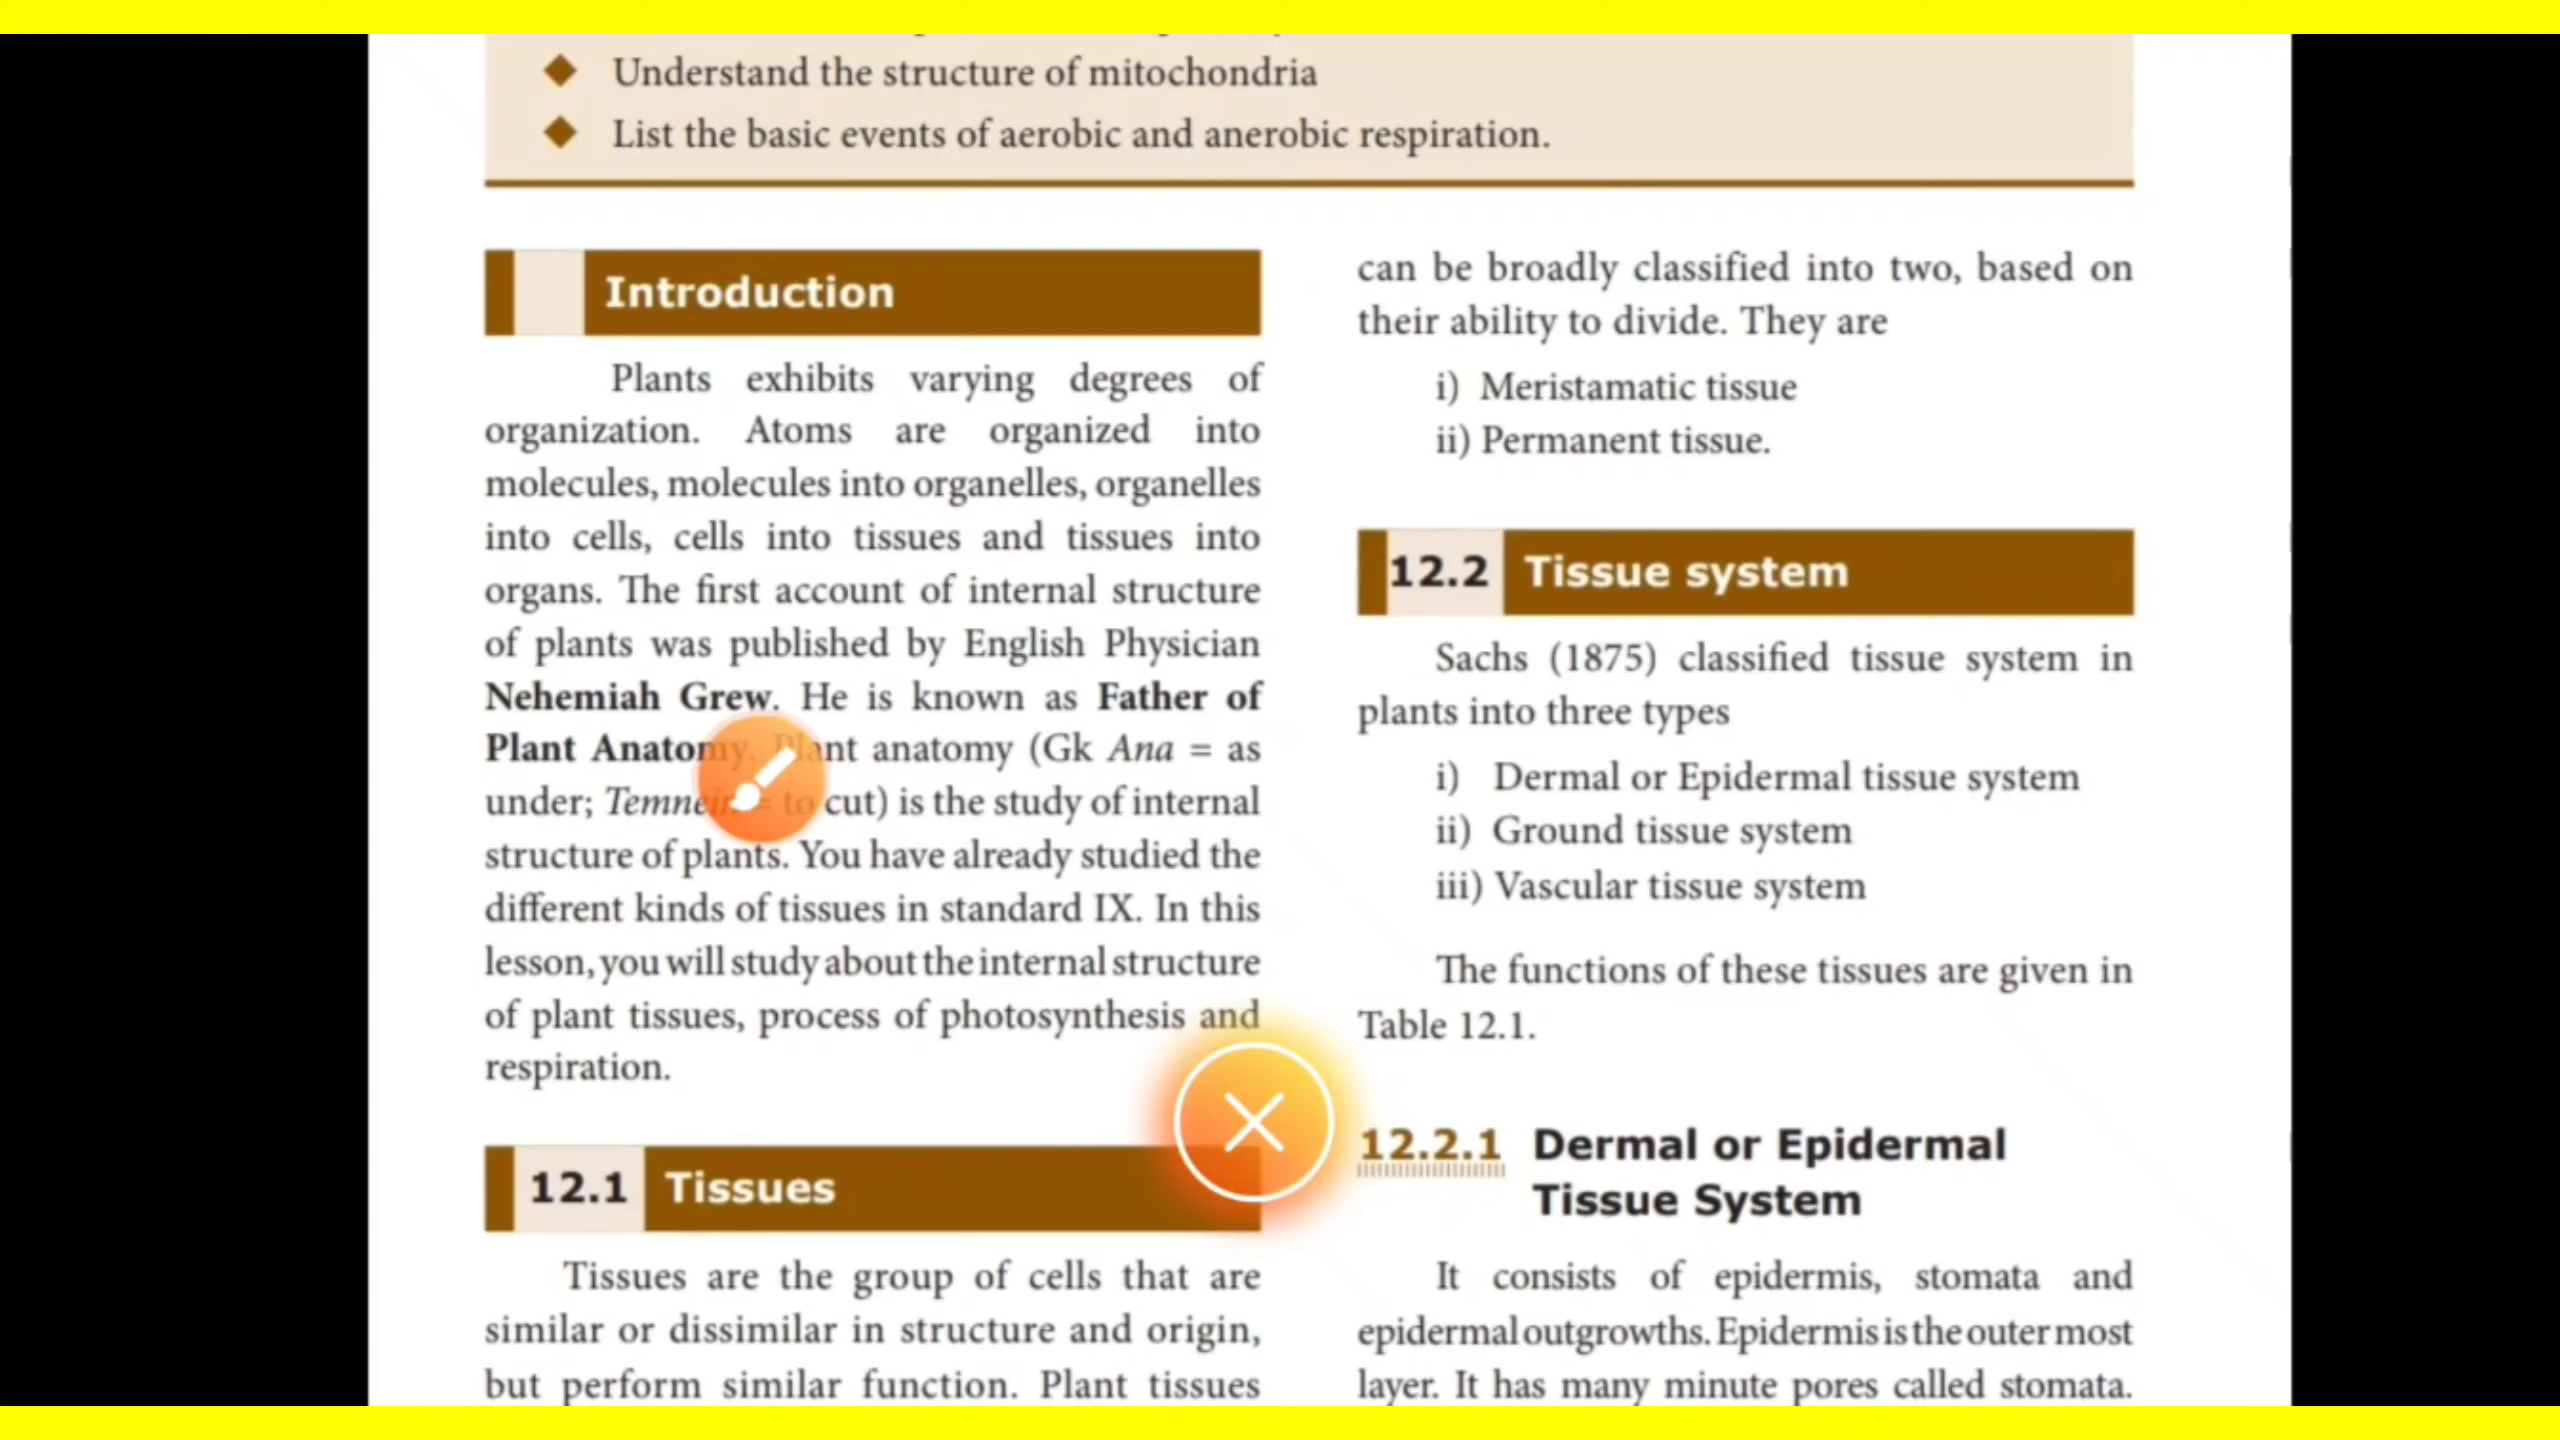 Understand the structure of mitochondria
List the basic events of aerobic and anerobic respiration.
Introduction
Plants exhibits varying degrees of
organization. Atoms are organized into
molecules, molecules into organelles, organelles
into cells, cells into tissues and tissues into
organs. The first account of internal structure
of plants was published by English Physician
Nehemiah Grew. He is known as Father of
Plant Anatomy. Plant anatomy (Gk Ana = as
under; Temnein = to cut) is the study of internal
structure of plants. You have already studied the
different kinds of tissues in standard IX. In this
lesson, you will study about the internal structure
of plant tissues, process of photosynthesis and
respiration.
12.1 Tissues
Tissues are the group of cells that are
similar or dissimilar in structure and origin,
but perform similar function. Plant tissues
can be broadly classified into two, based on
their ability to divide. They are
i) Meristamatic tissue
ii) Permanent tissue.
12.2 Tissue system
Sachs (1875) classified tissue system in
plants into three types
i) Dermal or Epidermal tissue system
ii) Ground tissue system
iii) Vascular tissue system
The functions of these tissues are given in
Table 12.1.
12.2.1 Dermal or Epidermal
Tissue System
It consists of epidermis, stomata and
epidermal outgrowths. Epidermis is the outer most
layer. It has many minute pores called stomata.